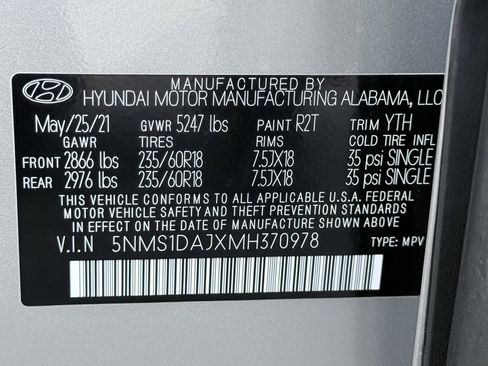 MANUFACTURED BY
HYUNDAI MOTOR MANUFACTURING ALABAMA, LLC
May/25/21 GVWR 5247 lbs PAINT R2T TRIM YTH
GAWR TIRES RIMS COLD TIRE INFL
FRONT 2866 lbs 235/60R18 7.5JX18 35 psi SINGLE
REAR 2976 lbs 235/60R18 7.5JX18 35 psi SINGLE
THIS VEHICLE CONFORMS TO ALL APPLICABLE U.S.A. FEDERAL
MOTOR VEHICLE SAFETY AND THEFT PREVENTION STANDARDS
IN EFFECT ON THE DATE OF MANUFACTURE SHOWN ABOVE.
V.I.N 5NMS1DAJXMH370978 TYPE: MPV